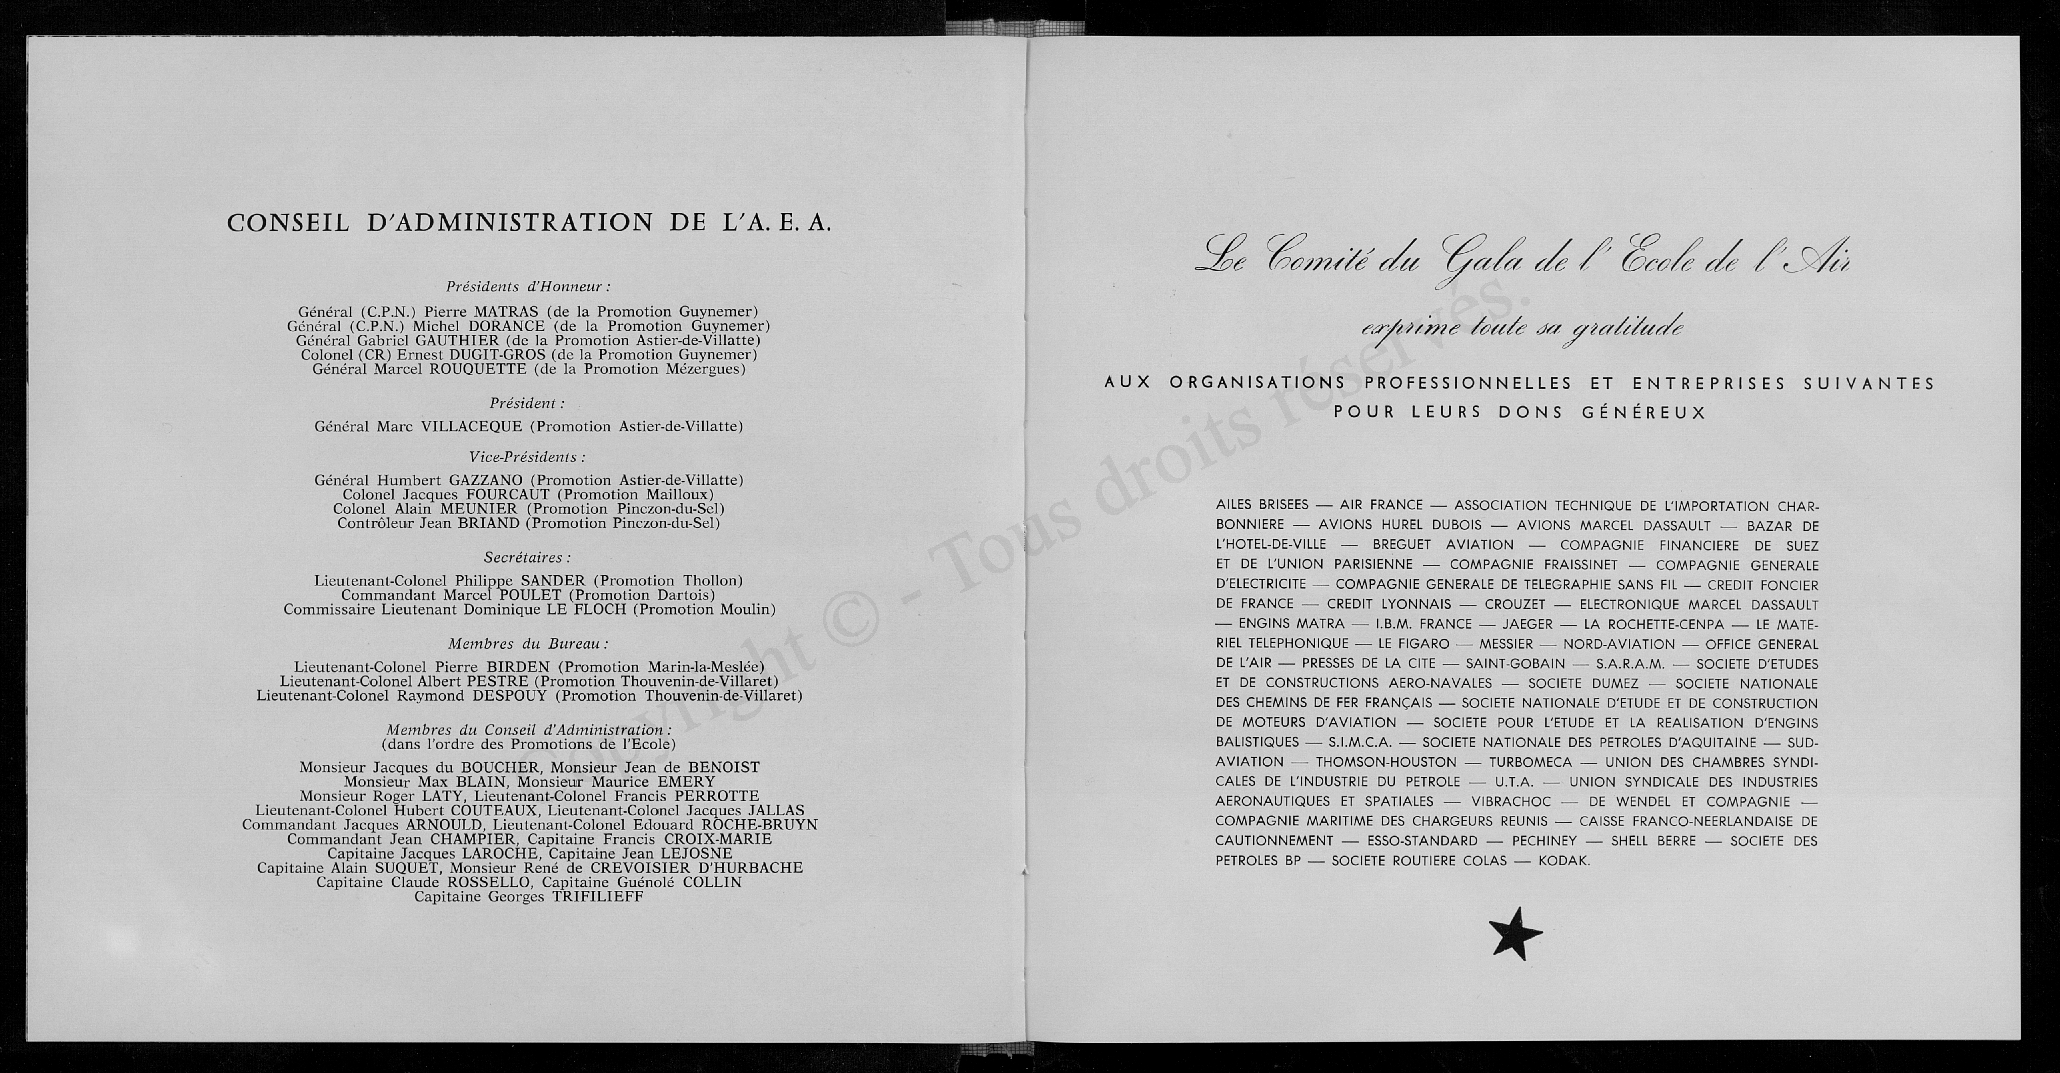 CONSEIL D'ADMINISTRATION DE L'A. E. A.
Présidents d'Honneur :
Général (C.P.N.) Pierre MATRAS (de la Promotion Guynemer)
Général (C.P.N.) Michel DORANCE (de la Promotion Guynemer)
Général Gabriel GAUTHIER (de la Promotion Astier-de-Villatte)
Colonel (CR) Ernest DUGIT-GROS (de la Promotion Guynemer)
Général Marcel ROUQUETTE (de la Promotion Mézergues)
Président :
Général Marc VILLACEQUE (Promotion Astier-de-Villatte)
Vice-Présidents :
Général Humbert GAZZANO (Promotion Astier-de-Villatte)
Colonel Jacques FOURCAUT (Promotion Mailloux)
Colonel Alain MEUNIER (Promotion Pinczon-du-Sel)
Contrôleur Jean BRIAND (Promotion Pinczon-du-Sel)
Secrétaires :
Lieutenant-Colonel Philippe SANDER (Promotion Thollon)
Commandant Marcel POULET (Promotion Dartois)
Commissaire Lieutenant Dominique LE FLOCH (Promotion Moulin)
Membres du Bureau :
Lieutenant-Colonel Pierre BIRDEN (Promotion Marin-la-Meslée)
Lieutenant-Colonel Albert PESTRE (Promotion Thouvenin-de-Villaret)
Lieutenant-Colonel Raymond DESPOUY (Promotion Thouvenin-de-Villaret)
Membres du Conseil d'Administration :
(dans l'ordre des Promotions de l'Ecole)
Monsieur Jacques du BOUCHER, Monsieur Jean de BENOIST
Monsieur Max BLAIN, Monsieur Maurice EMERY
Monsieur Roger LATY, Lieutenant-Colonel Francis PERROTTE
Lieutenant-Colonel Hubert COUTEAUX, Lieutenant-Colonel Jacques JALLAS
Commandant Jacques ARNOULD, Lieutenant-Colonel Edouard ROCHE-BRUYN
Commandant Jean CHAMPIER, Capitaine Francis CROIX-MARIE
Capitaine Jacques LAROCHE, Capitaine Jean LEJOSNE
Capitaine Alain SUQUET, Monsieur René de CREVOISIER D'HURBACHE
Capitaine Claude ROSSELLO, Capitaine Guénolé COLLIN
Capitaine Georges TRIFILIEFF
Le Comité du Gala de l'Ecole de l'Air
exprime toute sa gratitude
AUX ORGANISATIONS PROFESSIONNELLES ET ENTREPRISES SUIVANTES
POUR LEURS DONS GÉNÉREUX
AILES BRISEES — AIR FRANCE — ASSOCIATION TECHNIQUE DE L'IMPORTATION CHAR-
BONNIERE — AVIONS HUREL DUBOIS — AVIONS MARCEL DASSAULT — BAZAR DE
L'HOTEL-DE-VILLE — BREGUET AVIATION — COMPAGNIE FINANCIERE DE SUEZ
ET DE L'UNION PARISIENNE — COMPAGNIE FRAISSINET — COMPAGNIE GENERALE
D'ELECTRICITE — COMPAGNIE GENERALE DE TELEGRAPHIE SANS FIL — CREDIT FONCIER
DE FRANCE — CREDIT LYONNAIS — CROUZET — ELECTRONIQUE MARCEL DASSAULT
— ENGINS MATRA — I.B.M. FRANCE — JAEGER — LA ROCHETTE-CENPA — LE MATE-
RIEL TELEPHONIQUE — LE FIGARO — MESSIER — NORD-AVIATION — OFFICE GENERAL
DE L'AIR — PRESSES DE LA CITE — SAINT-GOBAIN — S.A.R.A.M. — SOCIETE D'ETUDES
ET DE CONSTRUCTIONS AERO-NAVALES — SOCIETE DUMEZ — SOCIETE NATIONALE
DES CHEMINS DE FER FRANÇAIS — SOCIETE NATIONALE D'ETUDE ET DE CONSTRUCTION
DE MOTEURS D'AVIATION — SOCIETE POUR L'ETUDE ET LA REALISATION D'ENGINS
BALISTIQUES — S.I.M.C.A. — SOCIETE NATIONALE DES PETROLES D'AQUITAINE — SUD-
AVIATION — THOMSON-HOUSTON — TURBOMECA — UNION DES CHAMBRES SYNDI-
CALES DE L'INDUSTRIE DU PETROLE — U.T.A. — UNION SYNDICALE DES INDUSTRIES
AERONAUTIQUES ET SPATIALES — VIBRACHOC — DE WENDEL ET COMPAGNIE —
COMPAGNIE MARITIME DES CHARGEURS REUNIS — CAISSE FRANCO-NEERLANDAISE DE
CAUTIONNEMENT — ESSO-STANDARD — PECHINEY — SHELL BERRE — SOCIETE DES
PETROLES BP — SOCIETE ROUTIERE COLAS — KODAK.
Copyright © - Tous droits réservés.